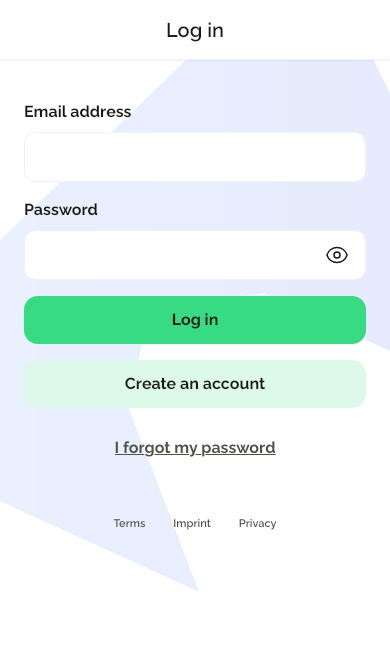 Log in
Email address
Password
Log in
Create an account
I forgot my password
Terms Imprint Privacy